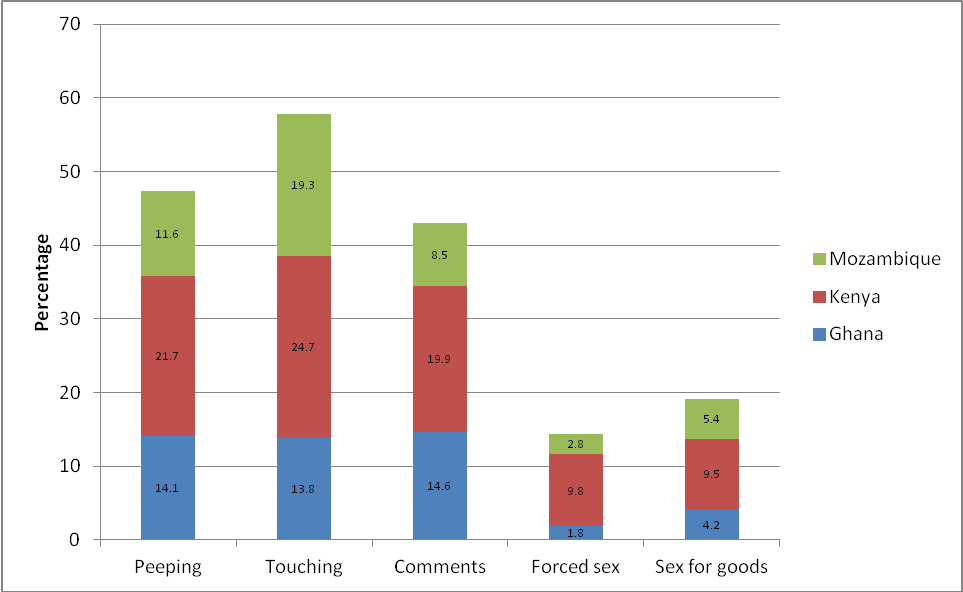 70
60
50
40
30
20
10
0
Percentage
11.6
21.7
14.1
19.3
24.7
13.8
8.5
19.9
14.6
2.8
9.8
1.8
5.4
9.5
4.2
Peeping
Touching
Comments
Forced sex
Sex for goods
Mozambique
Kenya
Ghana